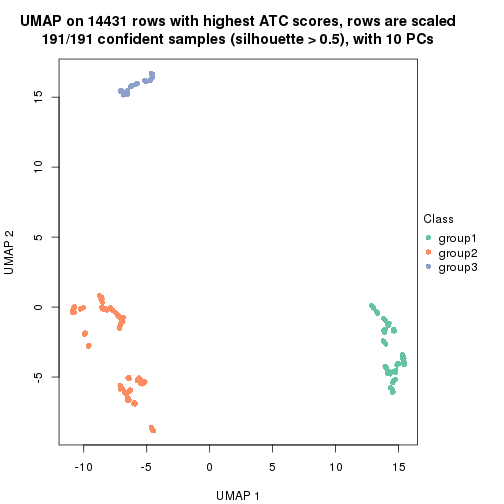 UMAP on 14431 rows with highest ATC scores, rows are scaled
191/191 confident samples (silhouette > 0.5), with 10 PCs
15
10
5
0
-5
UMAP 2
-10
-5
0
5
10
15
UMAP 1
Class
group1
group2
group3